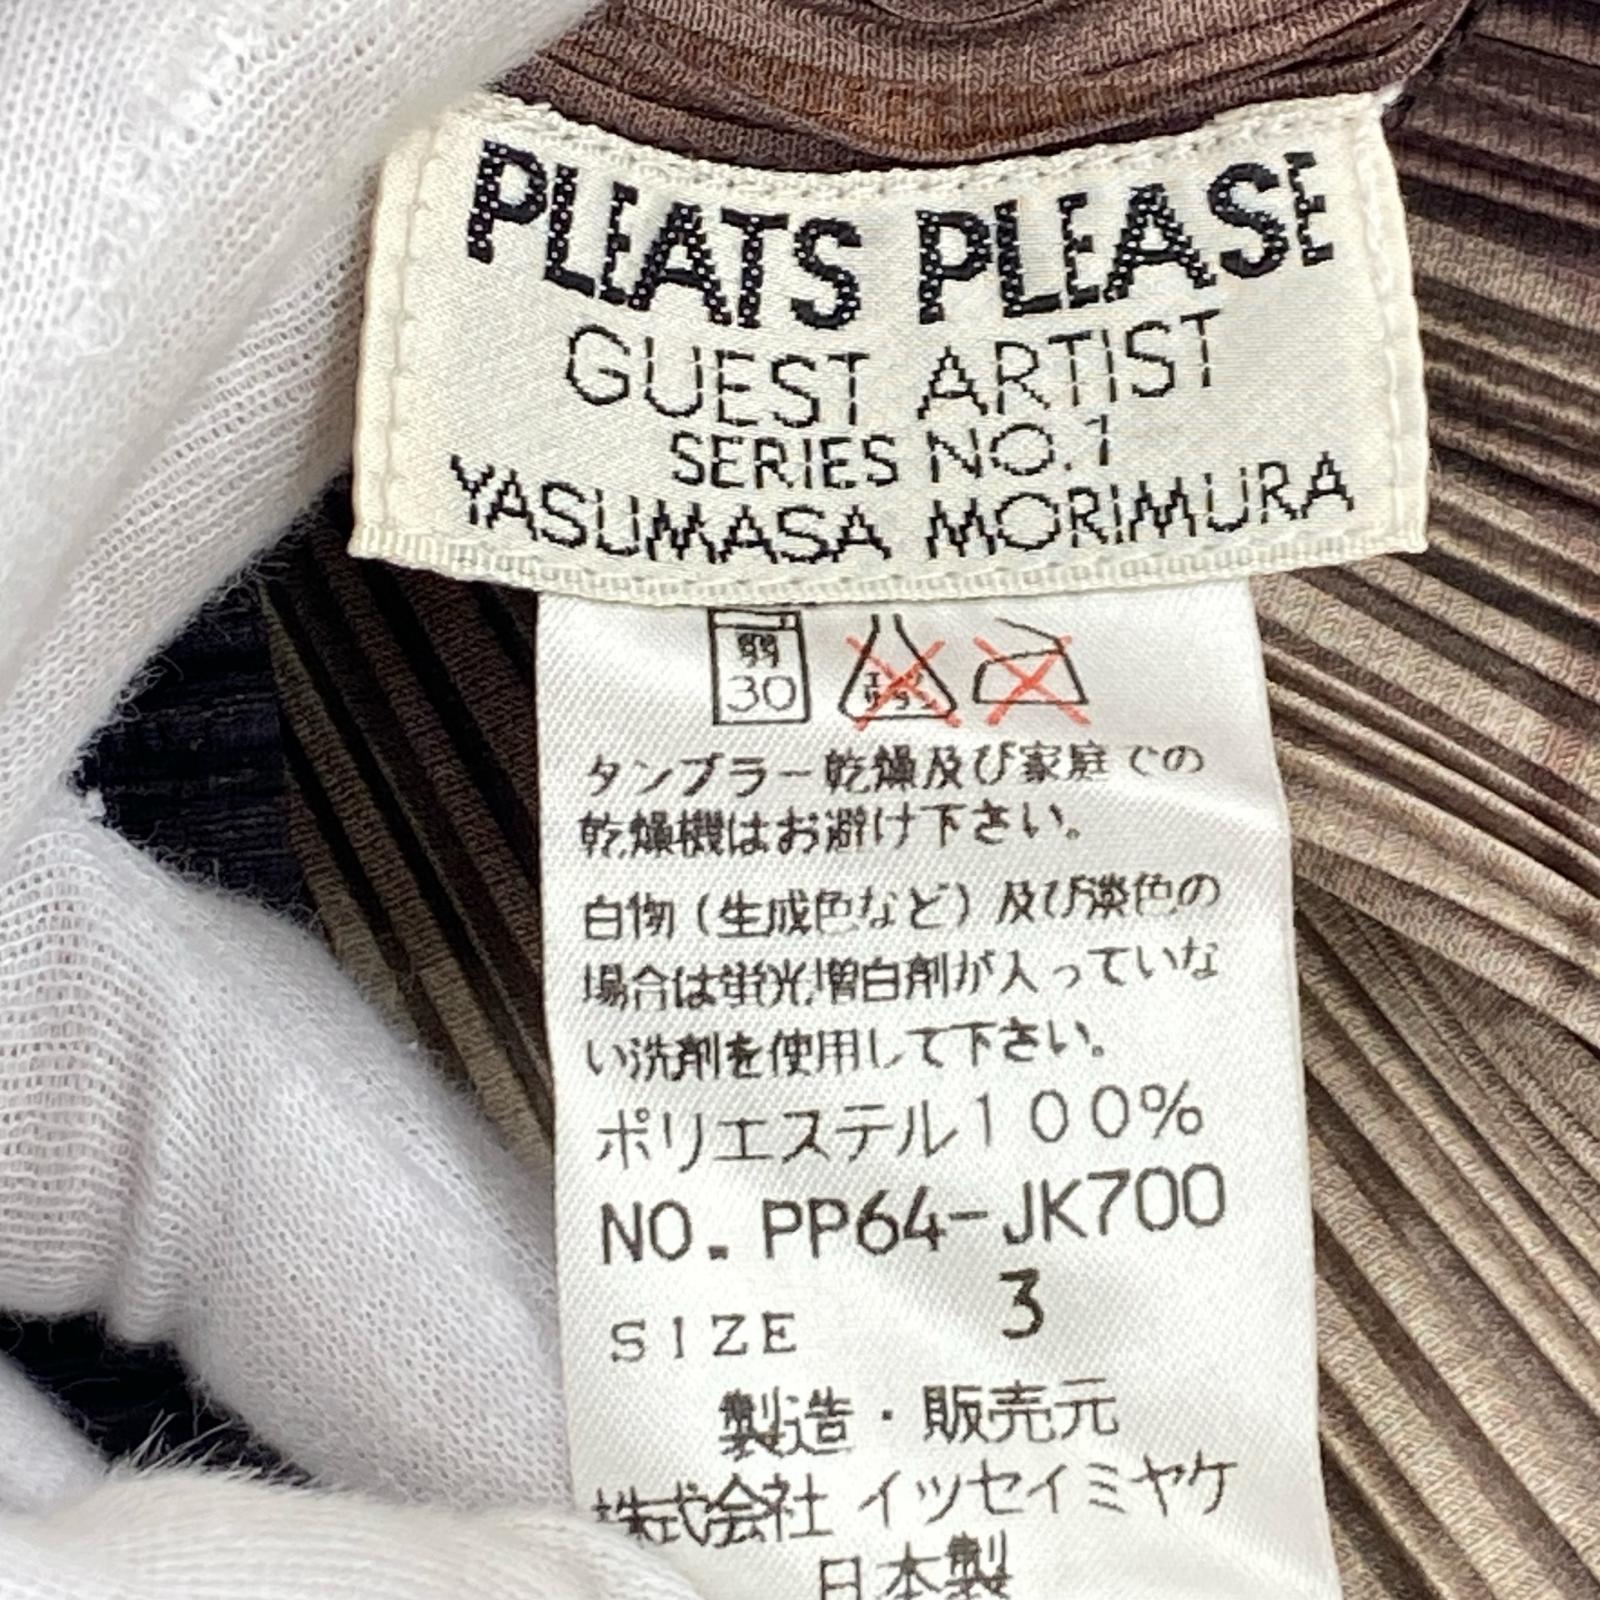 PLEATS PLEASE
GUEST ARTIST
SERIES NO.1
YASUMASA MORIMURA
弱
30
タンブラー乾燥及び家庭での
乾燥機はお避け下さい。
白物(生成色など)及び淡色の
場合は蛍光増白剤が入っていな
い洗剤を使用して下さい。
ポリエステル100%
NO. PP64-JK700
SIZE 3
製造・販売元
株式会社 イッセイミヤケ
日本製